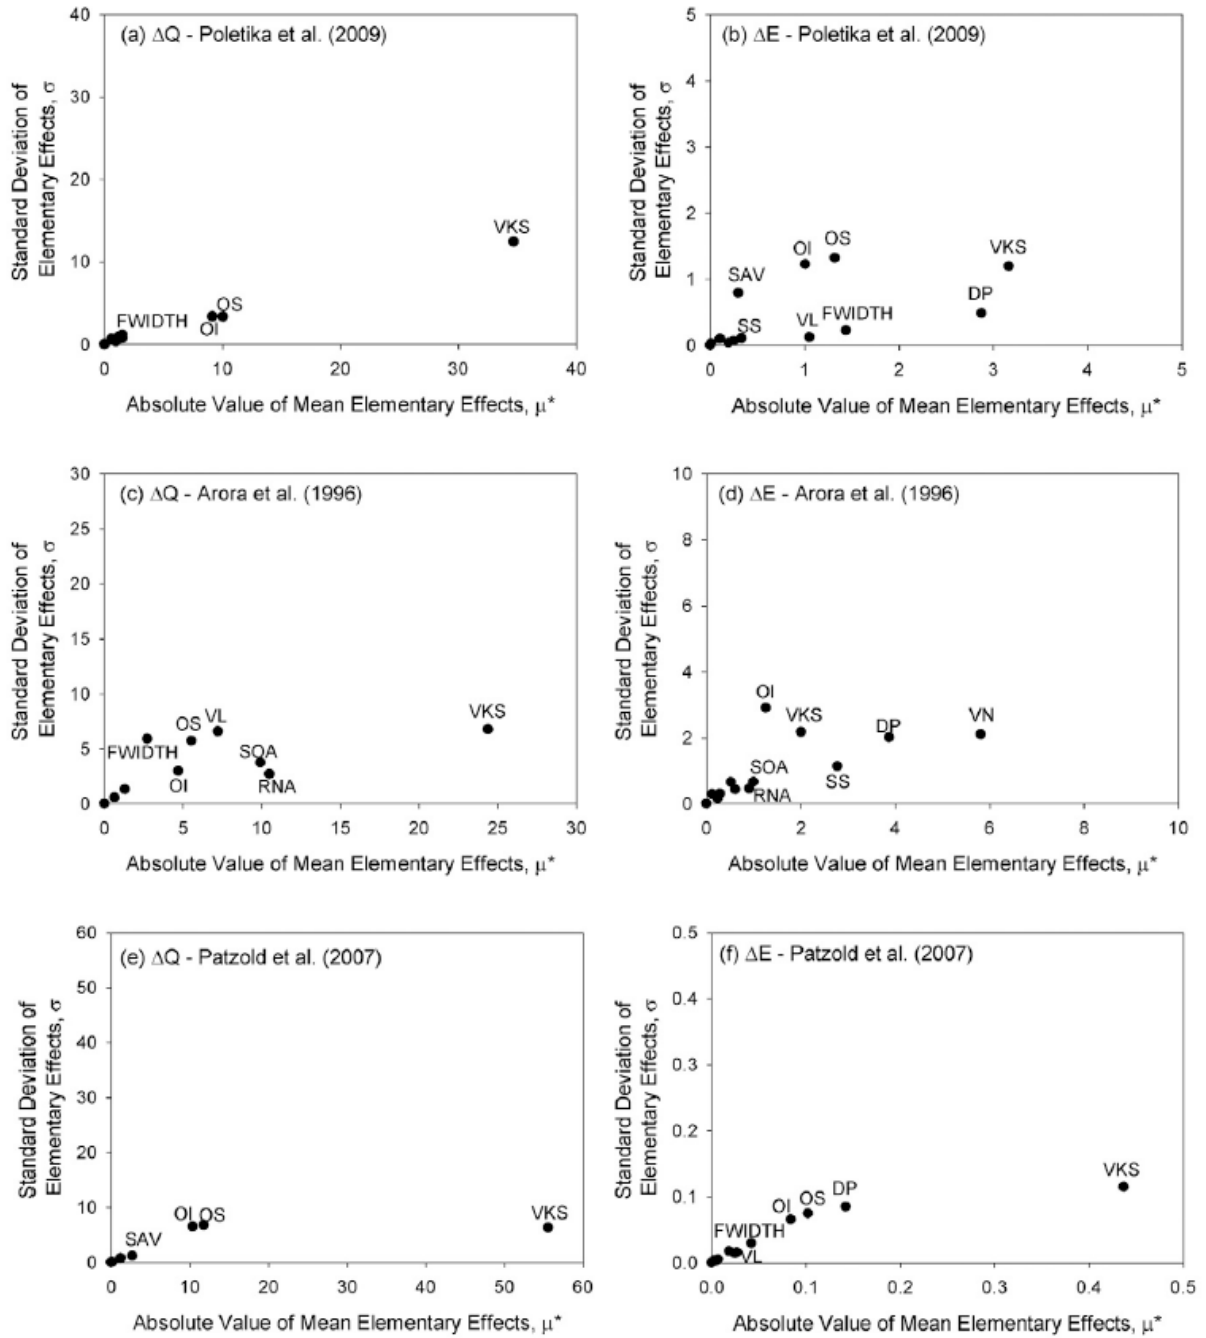 (a) ΔQ - Poletika et al. (2009)
Standard Deviation of
Elementary Effects, σ
40
30
20
10
0
VKS
OS
FWIDTH
OI
0 10 20 30 40
Absolute Value of Mean Elementary Effects, μ*
(b) ΔE - Poletika et al. (2009)
Standard Deviation of
Elementary Effects, σ
5
4
3
2
1
0
OI OS VKS
SAV
DP
SS VL FWIDTH
0 1 2 3 4 5
Absolute Value of Mean Elementary Effects, μ*
(c) ΔQ - Arora et al. (1996)
Standard Deviation of
Elementary Effects, σ
30
25
20
15
10
5
0
OS VL VKS
FWIDTH SOA
OI RNA
0 5 10 15 20 25 30
Absolute Value of Mean Elementary Effects, μ*
(d) ΔE - Arora et al. (1996)
Standard Deviation of
Elementary Effects, σ
10
8
6
4
2
0
OI
VKS DP VN
SOA SS
RNA
0 2 4 6 8 10
Absolute Value of Mean Elementary Effects, μ*
(e) ΔQ - Patzold et al. (2007)
Standard Deviation of
Elementary Effects, σ
60
50
40
30
20
10
0
OI OS VKS
SAV
0 10 20 30 40 50 60
Absolute Value of Mean Elementary Effects, μ*
(f) ΔE - Patzold et al. (2007)
Standard Deviation of
Elementary Effects, σ
0.5
0.4
0.3
0.2
0.1
0.0
VKS
OI OS DP
FWIDTH
VL
0.0 0.1 0.2 0.3 0.4 0.5
Absolute Value of Mean Elementary Effects, μ*